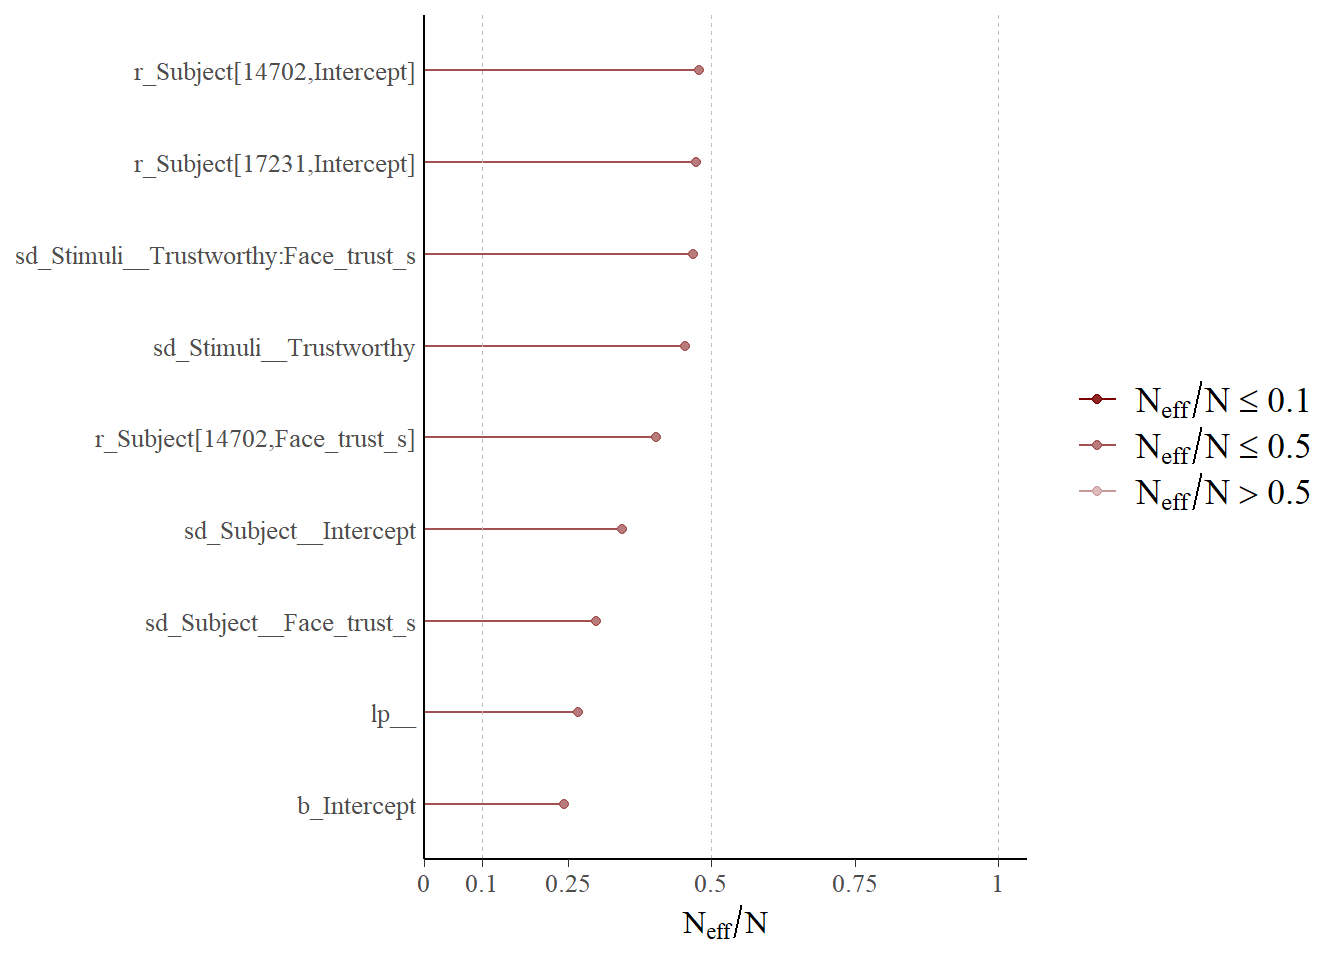 r_Subject[14702,Intercept]
r_Subject[17231,Intercept]
sd_Stimuli__Trustworthy:Face_trust_s
sd_Stimuli__Trustworthy
r_Subject[14702,Face_trust_s]
sd_Subject__Intercept
sd_Subject__Face_trust_s
lp__
b_Intercept
0 0.1 0.25 0.5 0.75 1
Neff/N
Neff/N ≤ 0.1
Neff/N ≤ 0.5
Neff/N > 0.5